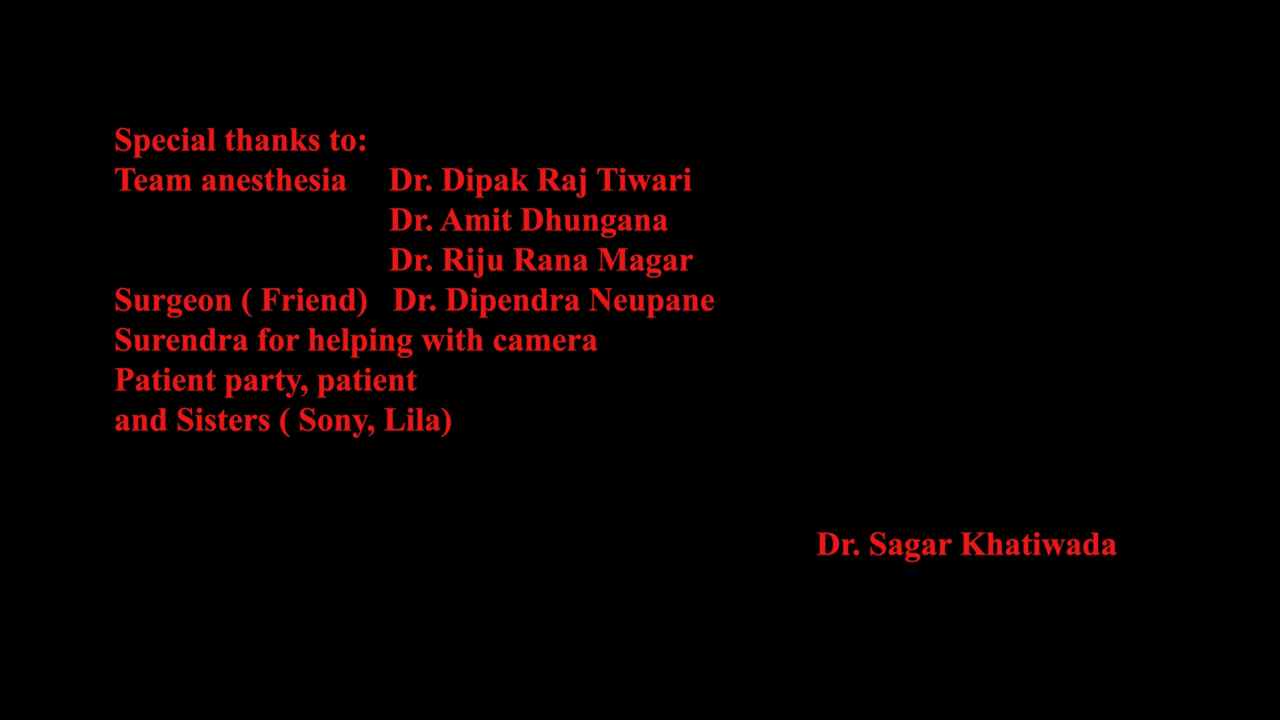 Special thanks to:
Team anesthesia Dr. Dipak Raj Tiwari
Dr. Amit Dhungana
Dr. Riju Rana Magar
Surgeon ( Friend) Dr. Dipendra Neupane
Surendra for helping with camera
Patient party, patient
and Sisters ( Sony, Lila)
Dr. Sagar Khatiwada